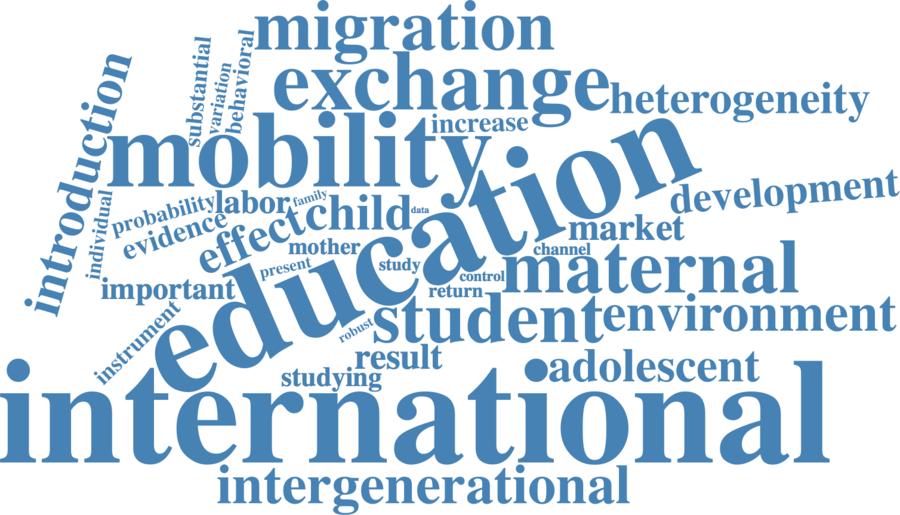 migration
exchange
heterogeneity
substantial
variation
behavioral
introduction
mobility
increase
education
development
individual
probability
labor
family
data
evidence
effect
child
market
mother
channel
present
study
control
maternal
important
return
student
environment
instrument
robust
result
adolescent
studying
international
intergenerational